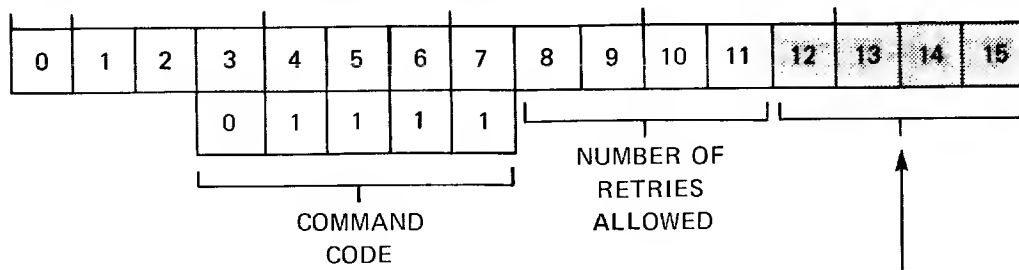 0 1 2 3 4 5 6 7 8 9 10 11 12 13 14 15
0 1 1 1 1
NUMBER OF
RETRIES
ALLOWED
COMMAND
CODE